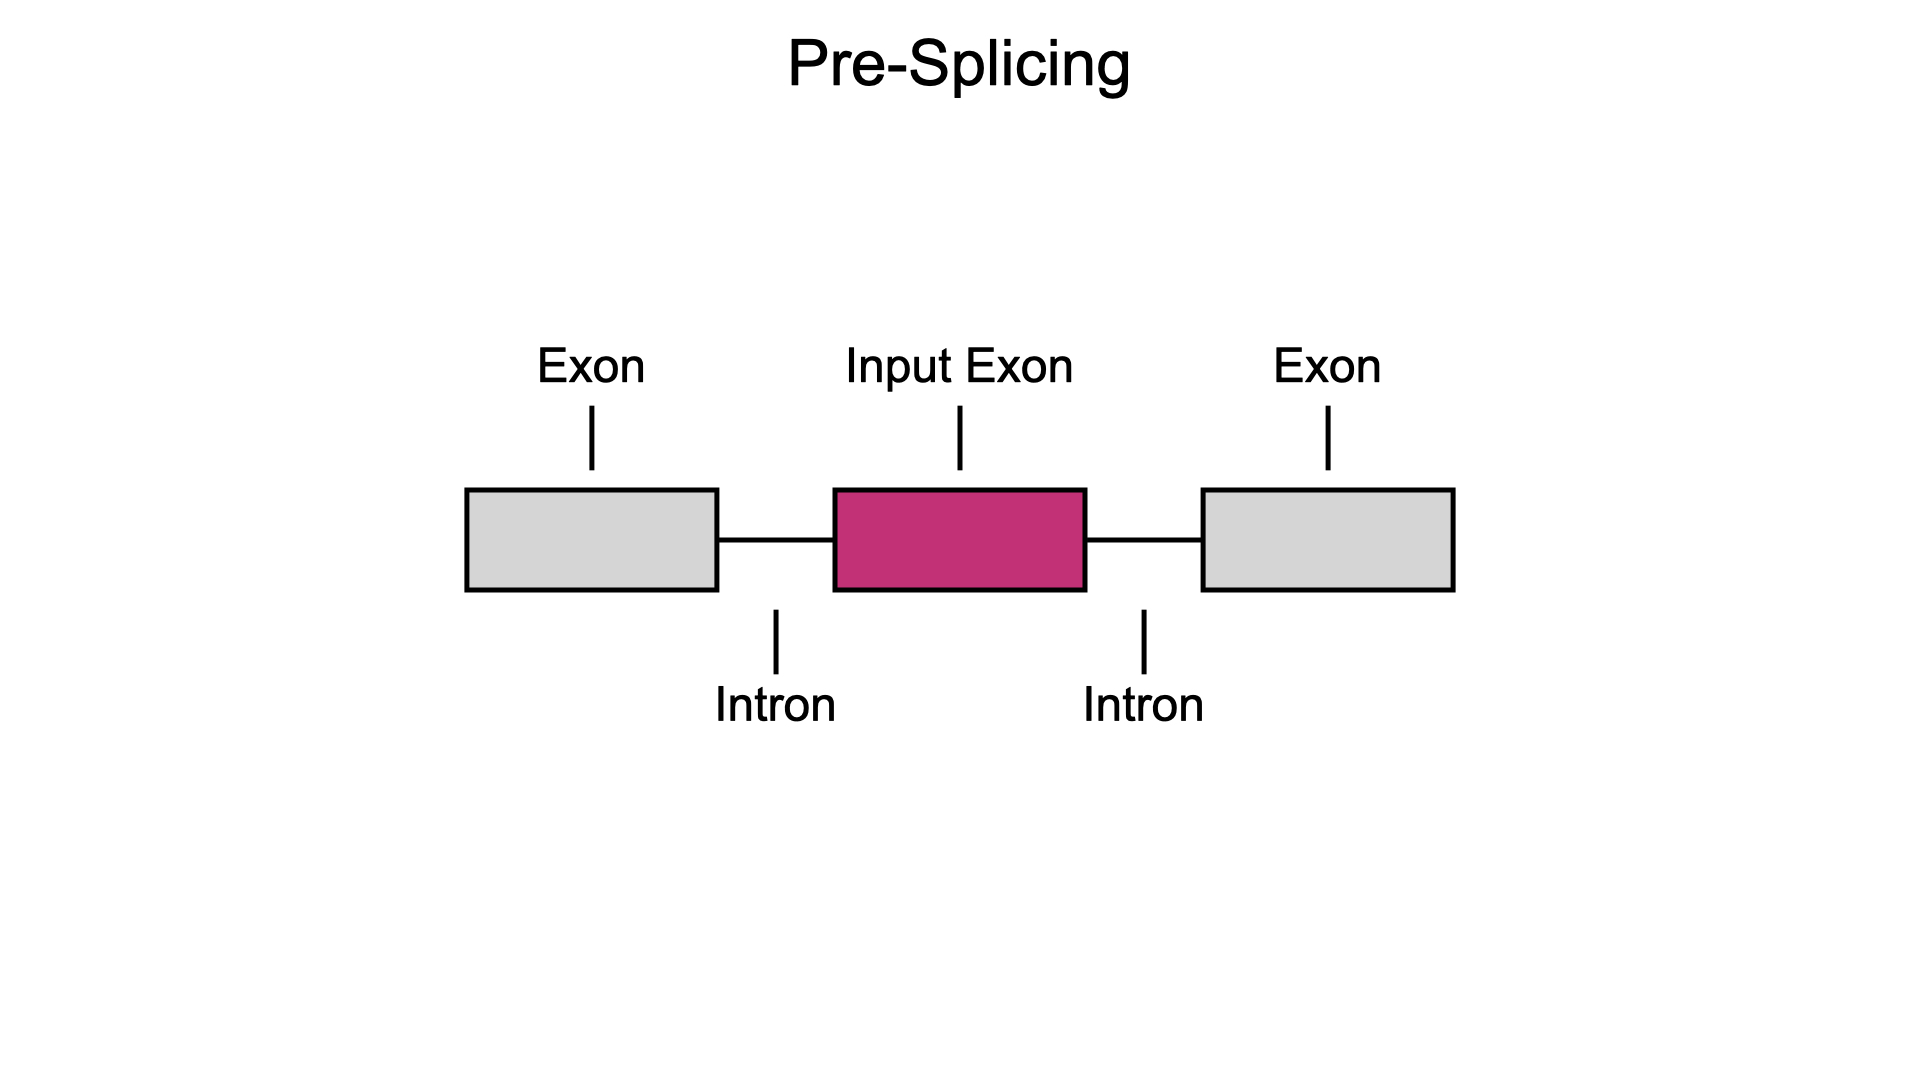 Pre-Splicing
Exon
Input Exon
Exon
Intron
Intron